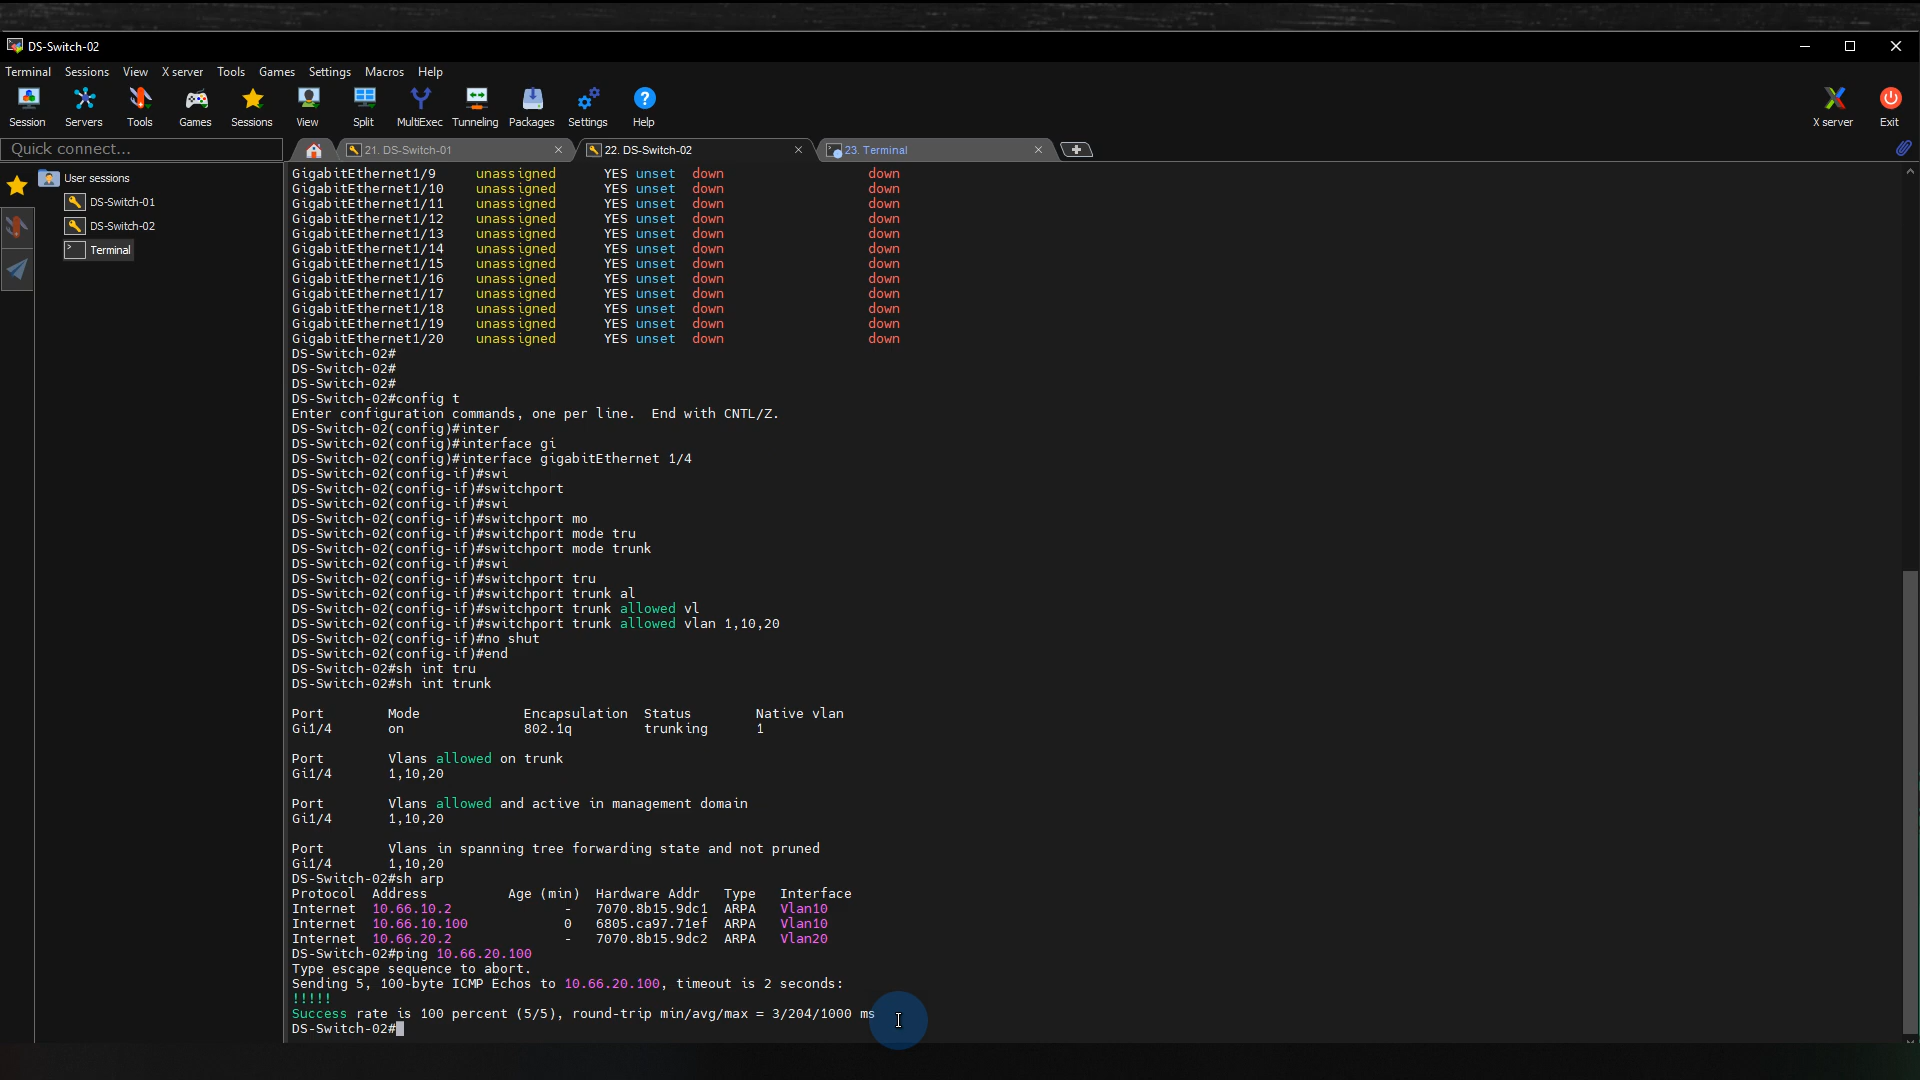 DS-Switch-02
Terminal Sessions View X server Tools Games Settings Macros Help
Session Servers Tools Games Sessions View Split MultiExec Tunneling Packages Settings Help X server Exit
Quick connect...
21. DS-Switch-01
22. DS-Switch-02
23. Terminal
User sessions
DS-Switch-01
DS-Switch-02
Terminal
GigabitEthernet1/9 unassigned YES unset down down
GigabitEthernet1/10 unassigned YES unset down down
GigabitEthernet1/11 unassigned YES unset down down
GigabitEthernet1/12 unassigned YES unset down down
GigabitEthernet1/13 unassigned YES unset down down
GigabitEthernet1/14 unassigned YES unset down down
GigabitEthernet1/15 unassigned YES unset down down
GigabitEthernet1/16 unassigned YES unset down down
GigabitEthernet1/17 unassigned YES unset down down
GigabitEthernet1/18 unassigned YES unset down down
GigabitEthernet1/19 unassigned YES unset down down
GigabitEthernet1/20 unassigned YES unset down down
DS-Switch-02#
DS-Switch-02#
DS-Switch-02#
DS-Switch-02#config t
Enter configuration commands, one per line. End with CNTL/Z.
DS-Switch-02(config)#inter
DS-Switch-02(config)#interface gi
DS-Switch-02(config)#interface gigabitEthernet 1/4
DS-Switch-02(config-if)#swi
DS-Switch-02(config-if)#switchport
DS-Switch-02(config-if)#swi
DS-Switch-02(config-if)#switchport mo
DS-Switch-02(config-if)#switchport mode tru
DS-Switch-02(config-if)#switchport mode trunk
DS-Switch-02(config-if)#swi
DS-Switch-02(config-if)#switchport tru
DS-Switch-02(config-if)#switchport trunk al
DS-Switch-02(config-if)#switchport trunk allowed vl
DS-Switch-02(config-if)#switchport trunk allowed vlan 1,10,20
DS-Switch-02(config-if)#no shut
DS-Switch-02(config-if)#end
DS-Switch-02#sh int tru
DS-Switch-02#sh int trunk
Port Mode Encapsulation Status Native vlan
Gi1/4 on 802.1q trunking 1
Port Vlans allowed on trunk
Gi1/4 1,10,20
Port Vlans allowed and active in management domain
Gi1/4 1,10,20
Port Vlans in spanning tree forwarding state and not pruned
Gi1/4 1,10,20
DS-Switch-02#sh arp
Protocol Address Age (min) Hardware Addr Type Interface
Internet 10.66.10.2 - 7070.8b15.9dc1 ARPA Vlan10
Internet 10.66.10.100 0 6805.ca97.71ef ARPA Vlan10
Internet 10.66.20.2 - 7070.8b15.9dc2 ARPA Vlan20
DS-Switch-02#ping 10.66.20.100
Type escape sequence to abort.
Sending 5, 100-byte ICMP Echos to 10.66.20.100, timeout is 2 seconds:
!!!!!
Success rate is 100 percent (5/5), round-trip min/avg/max = 3/204/1000 ms
DS-Switch-02#